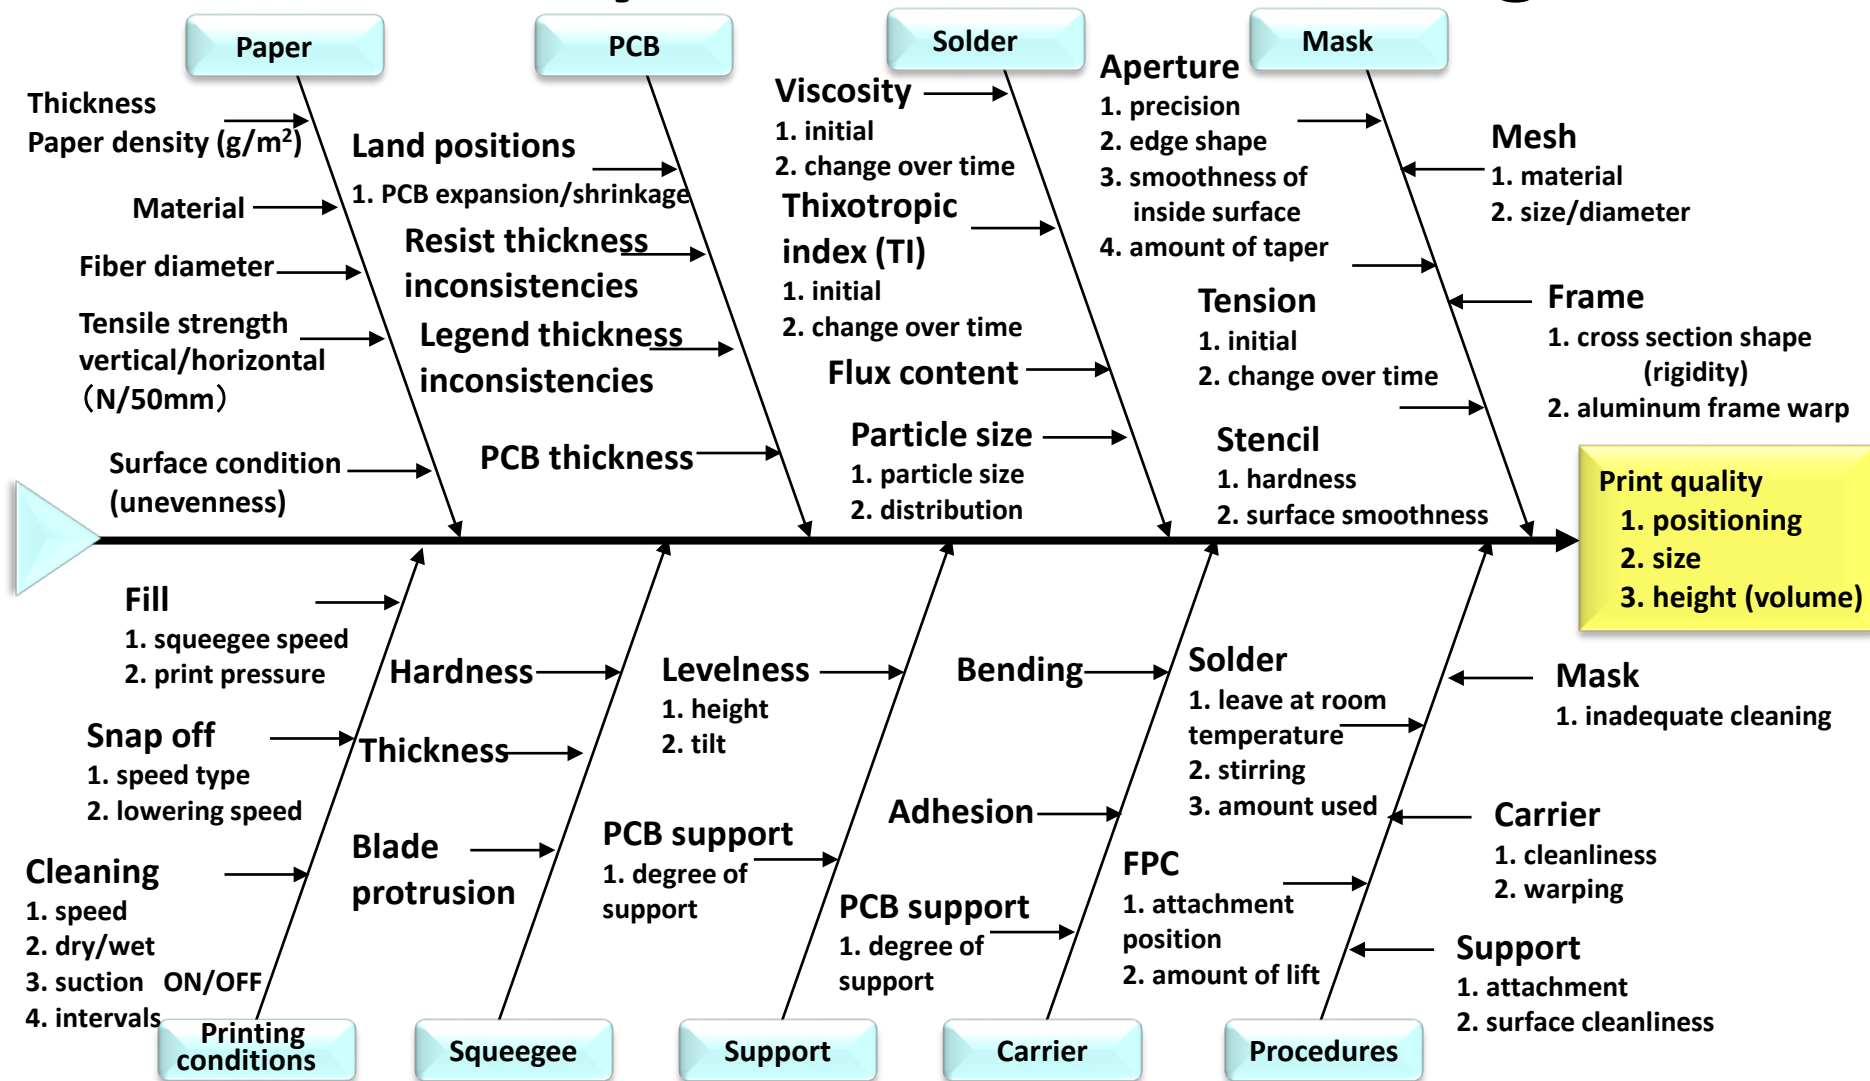 Paper
PCB
Solder
Mask
Thickness
Paper density (g/m²)
Material
Fiber diameter
Tensile strength
vertical/horizontal
（N/50mm）
Surface condition
(unevenness)
Land positions
1. PCB expansion/shrinkage
Resist thickness
inconsistencies
Legend thickness
inconsistencies
PCB thickness
Viscosity
1. initial
2. change over time
Thixotropic
index (TI)
1. initial
2. change over time
Flux content
Particle size
1. particle size
2. distribution
Aperture
1. precision
2. edge shape
3. smoothness of
inside surface
4. amount of taper
Tension
1. initial
2. change over time
Stencil
1. hardness
2. surface smoothness
Mesh
1. material
2. size/diameter
Frame
1. cross section shape
(rigidity)
2. aluminum frame warp
Print quality
1. positioning
2. size
3. height (volume)
Fill
1. squeegee speed
2. print pressure
Snap off
1. speed type
2. lowering speed
Cleaning
1. speed
2. dry/wet
3. suction ON/OFF
4. intervals
Hardness
Thickness
Blade
protrusion
Levelness
1. height
2. tilt
PCB support
1. degree of
support
Bending
Adhesion
PCB support
1. degree of
support
Solder
1. leave at room
temperature
2. stirring
3. amount used
FPC
1. attachment
position
2. amount of lift
Mask
1. inadequate cleaning
Carrier
1. cleanliness
2. warping
Support
1. attachment
2. surface cleanliness
Printing
conditions
Squeegee
Support
Carrier
Procedures